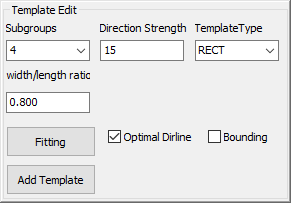 Template Edit
Subgroups Direction Strength TemplateType
4 15 RECT
width/length ratio
0.800
Fitting Optimal Dirline Bounding
Add Template